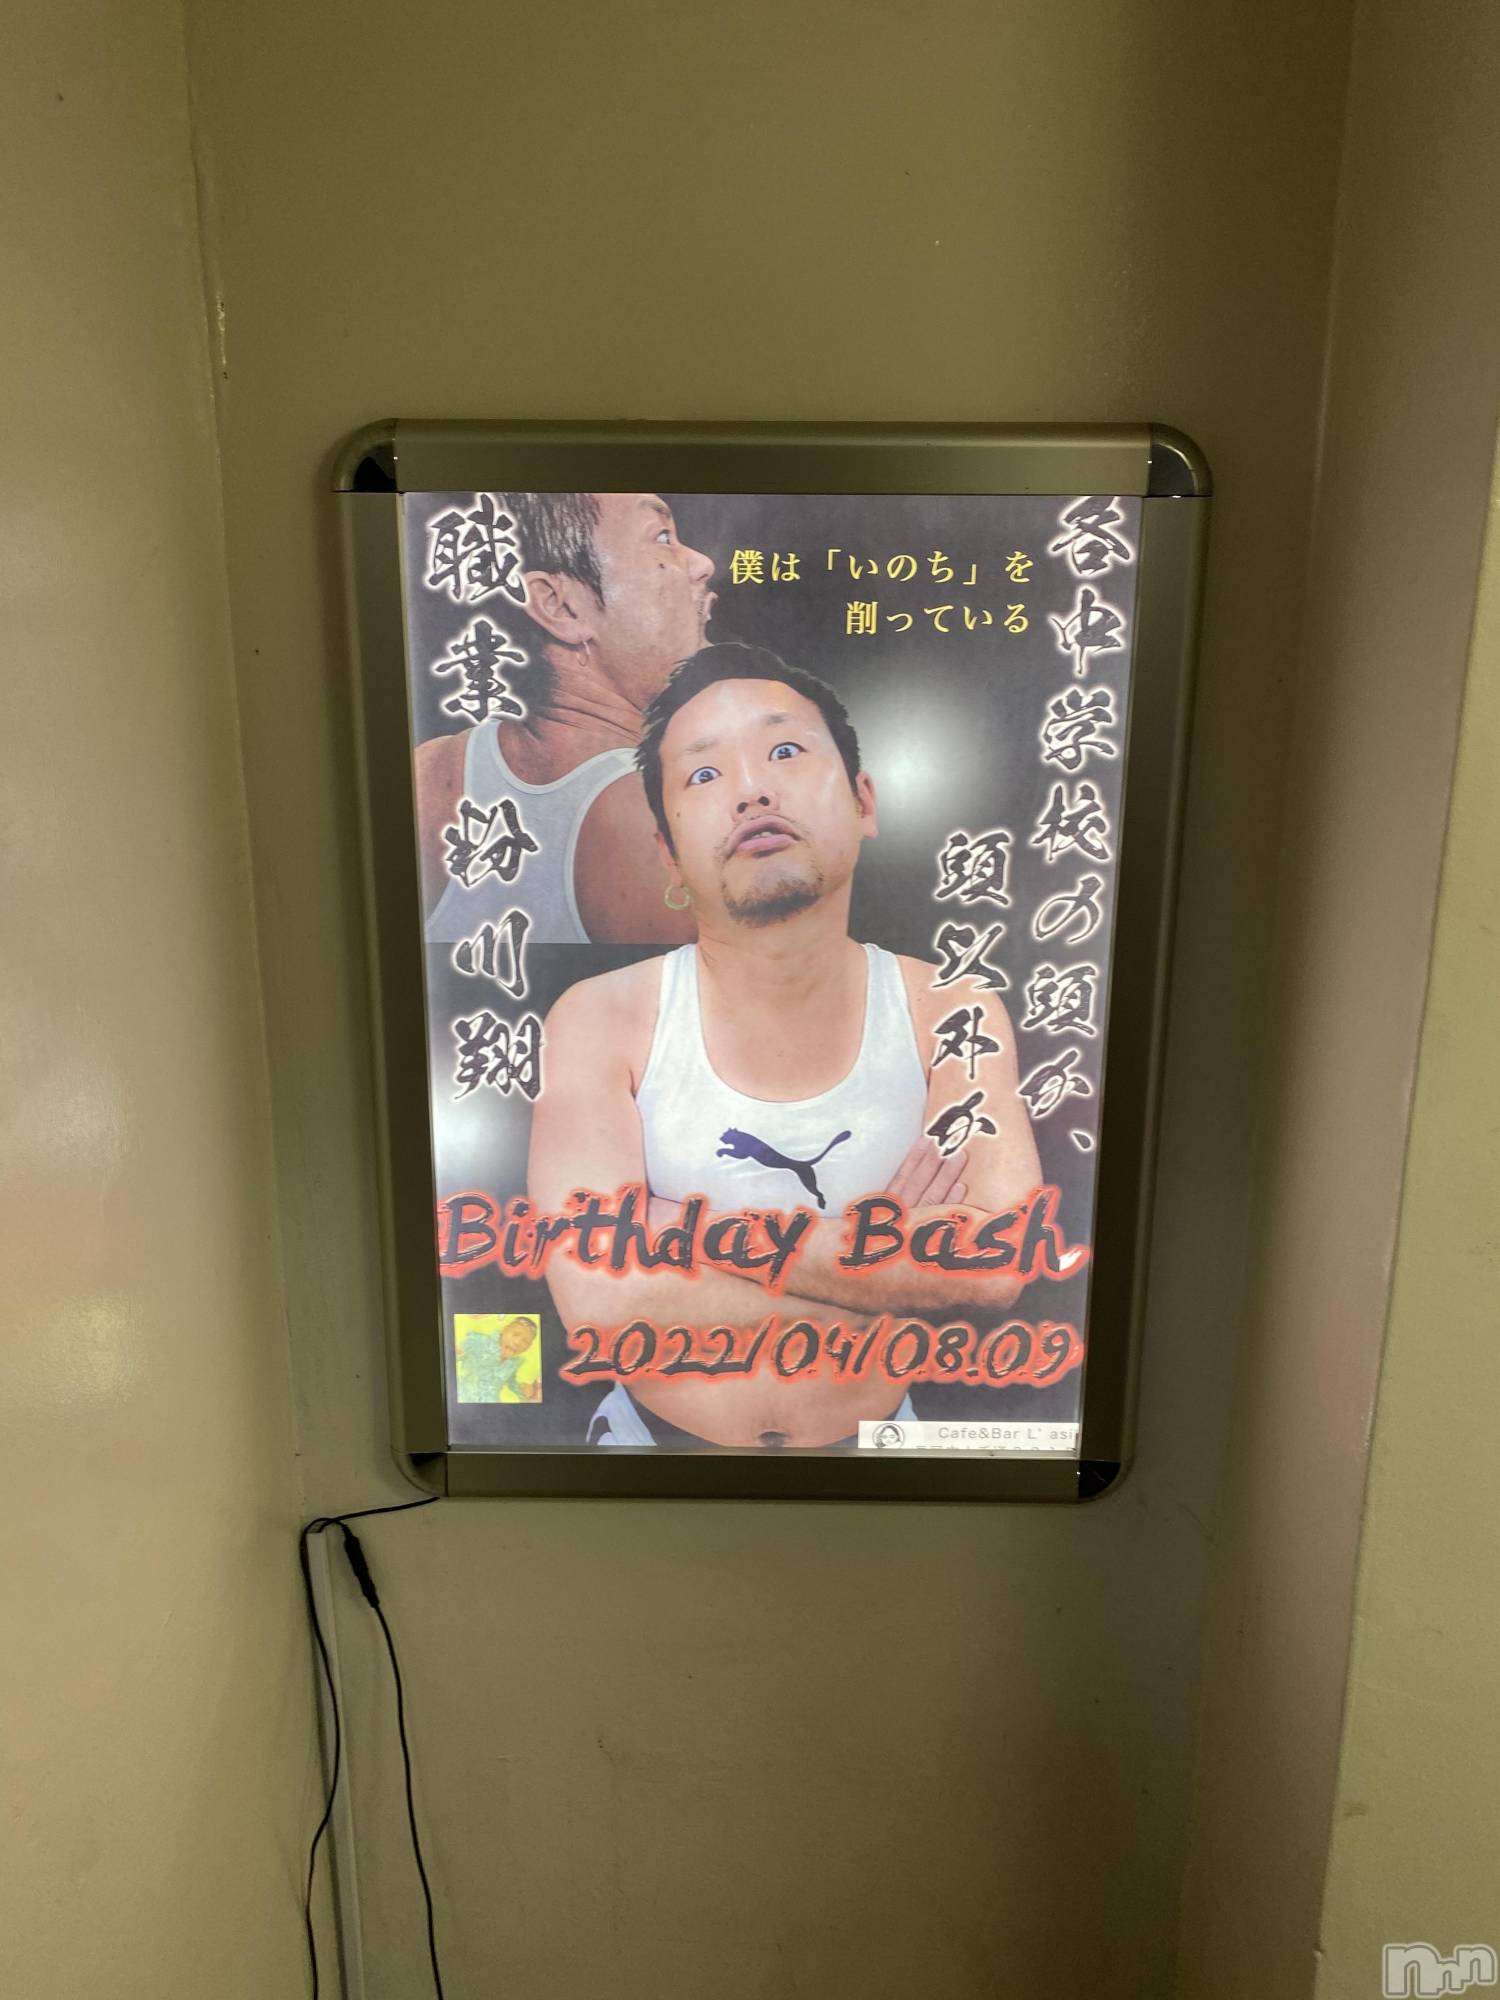 各中学校の頭か、
頭以外か
僕は「いのち」を
削っている
職業 粉川翔
Birthday Bash
2022/04/08.09
Cafe&Bar L'asi
nnn